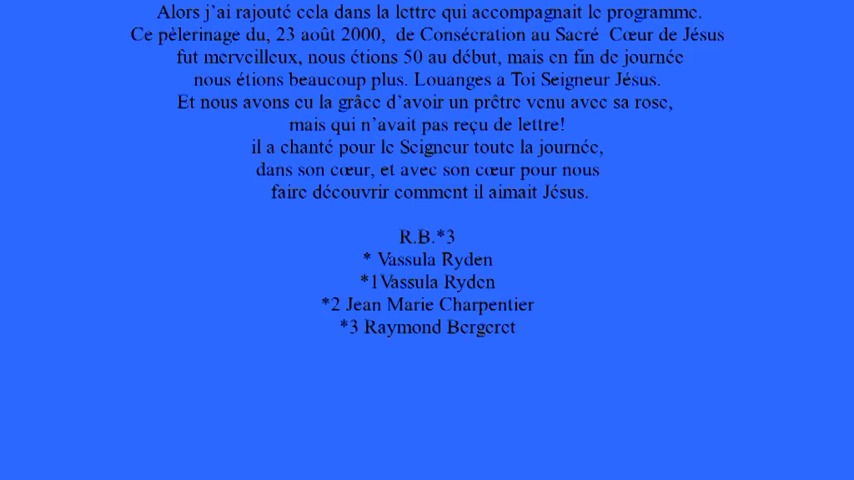 Alors j'ai rajouté cela dans la lettre qui accompagnait le programme.
Ce pèlerinage du, 23 août 2000, de Consécration au Sacré Cœur de Jésus
fut merveilleux, nous étions 50 au début, mais en fin de journée
nous étions beaucoup plus. Louanges a Toi Seigneur Jésus.
Et nous avons eu la grâce d'avoir un prêtre venu avec sa rose,
mais qui n'avait pas reçu de lettre!
il a chanté pour le Seigneur toute la journée,
dans son cœur, et avec son cœur pour nous
faire découvrir comment il aimait Jésus.
R.B.*3
* Vassula Ryden
*1Vassula Ryden
*2 Jean Marie Charpentier
*3 Raymond Bergeret